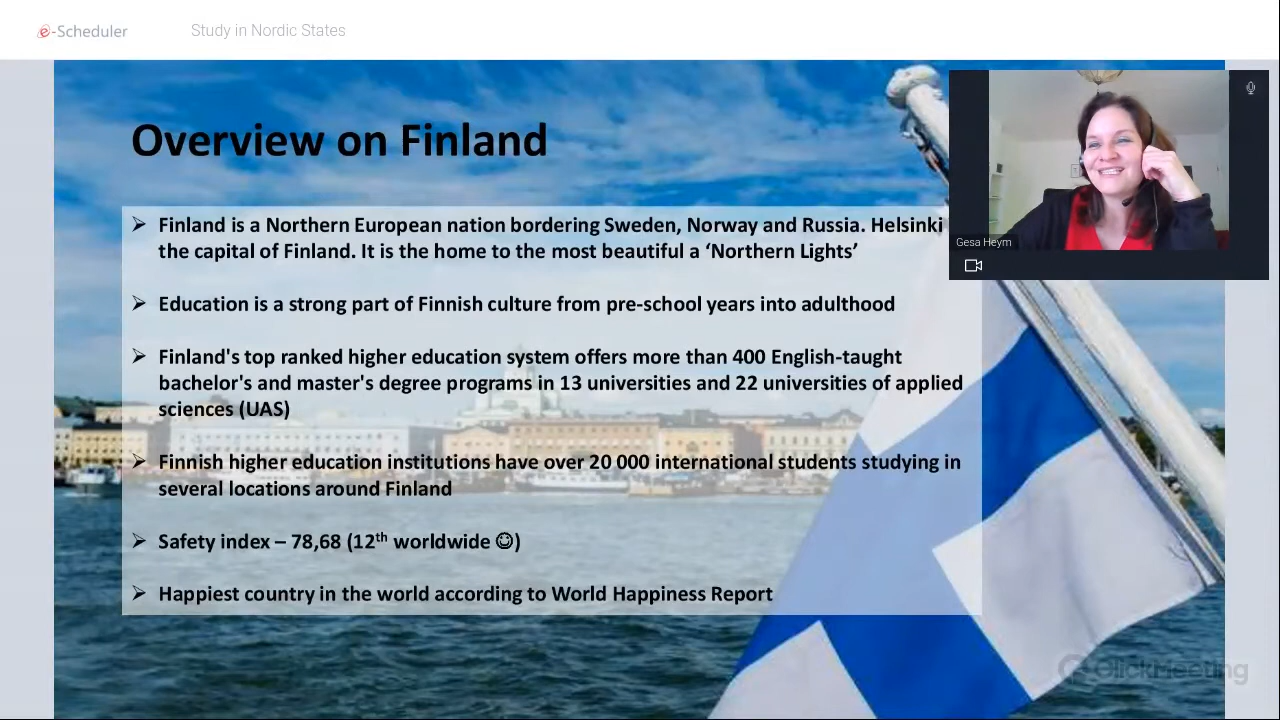 e-Scheduler
Study in Nordic States
Overview on Finland
Finland is a Northern European nation bordering Sweden, Norway and Russia. Helsinki
the capital of Finland. It is the home to the most beautiful a ‘Northern Lights’
Education is a strong part of Finnish culture from pre-school years into adulthood
Finland's top ranked higher education system offers more than 400 English-taught
bachelor's and master's degree programs in 13 universities and 22 universities of applied
sciences (UAS)
Finnish higher education institutions have over 20 000 international students studying in
several locations around Finland
Safety index – 78,68 (12th worldwide ☺)
Happiest country in the world according to World Happiness Report
Gesa Heym
ClickMeeting